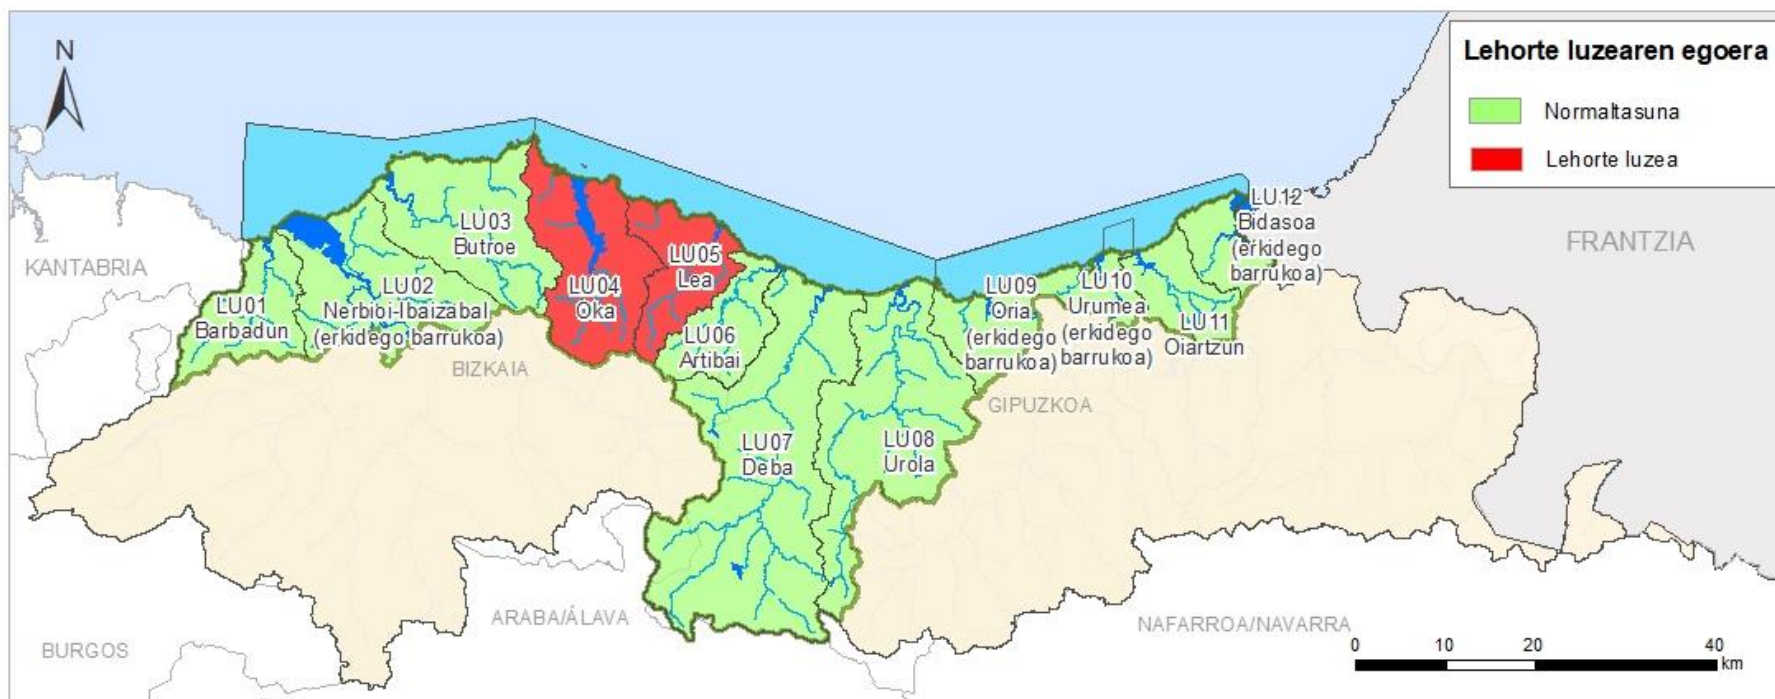 N
Lehorte luzearen egoera
Normaltasuna
Lehorte luzea
FRANTZIA
KANTABRIA
BIZKAIA
GIPUZKOA
ARABA/ÁLAVA
BURGOS
NAFARROA/NAVARRA
LU01
Barbadun
LU02
Nerbioi-Ibaizabal
(erkidego barrukoa)
LU03
Butroe
LU04
Oka
LU05
Lea
LU06
Artibai
LU07
Deba
LU08
Urola
LU09
Oria
(erkidego
barrukoa)
LU10
Urumea
(erkidego
barrukoa)
LU11
Oiartzun
LU12
Bidasoa
(erkidego
barrukoa)
0 10 20 40
km